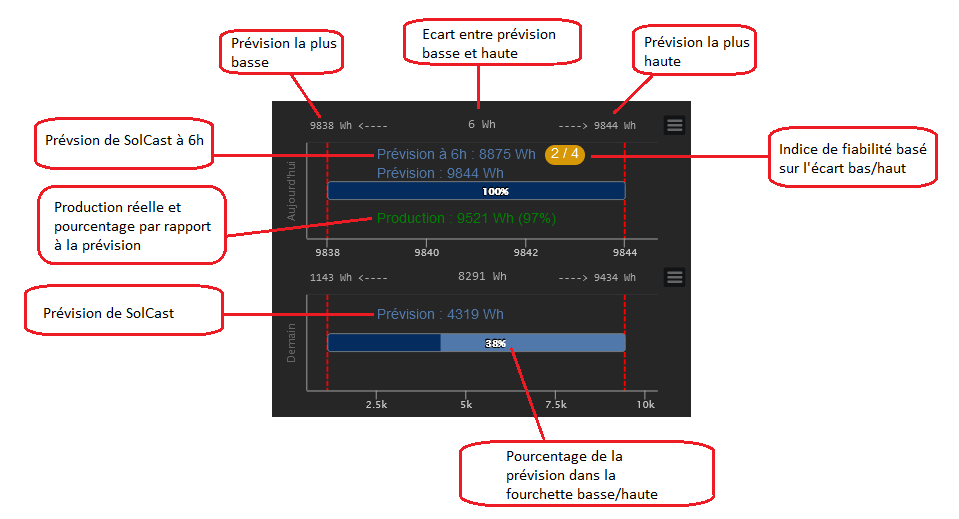 Prévision la plus
basse
Ecart entre prévision
basse et haute
Prévision la plus
haute
9838 Wh <----
6 Wh
----> 9844 Wh
Prévsion de SolCast à 6h
Prévision à 6h : 8875 Wh
2 / 4
Indice de fiabilité basé
sur l'écart bas/haut
Prévision : 9844 Wh
Aujourd'hui
100%
Production réelle et
pourcentage par rapport
à la prévision
Production : 9521 Wh (97%)
9838
9840
9842
9844
1143 Wh <----
8291 Wh
----> 9434 Wh
Prévision de SolCast
Prévision : 4319 Wh
Demain
38%
2.5k
5k
7.5k
10k
Pourcentage de la
prévision dans la
fourchette basse/haute